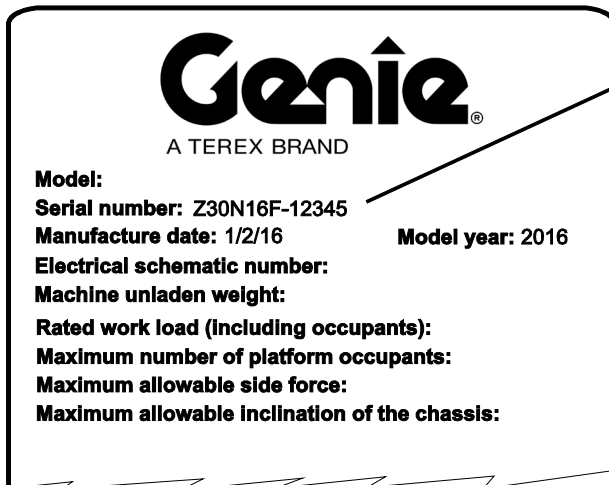 Genie®
A TEREX BRAND
Model:
Serial number: Z30N16F-12345
Manufacture date: 1/2/16 Model year: 2016
Electrical schematic number:
Machine unladen weight:
Rated work load (including occupants):
Maximum number of platform occupants:
Maximum allowable side force:
Maximum allowable inclination of the chassis: